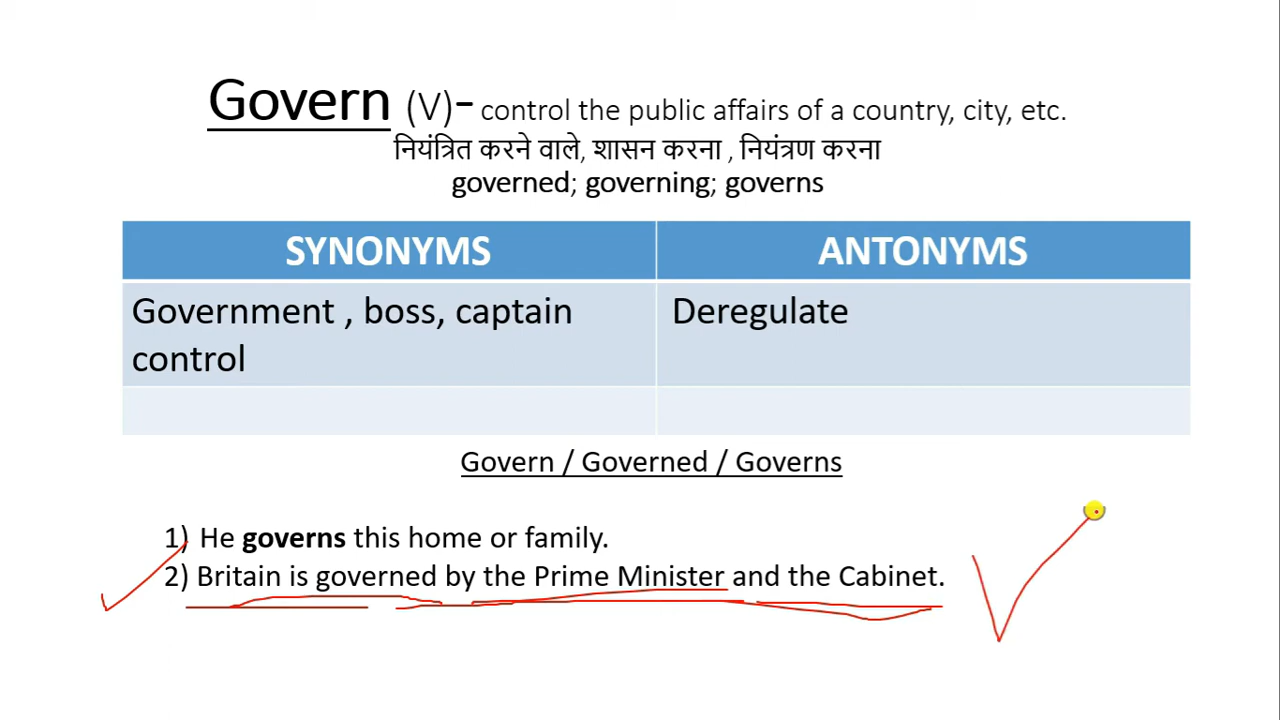 Govern (V)- control the public affairs of a country, city, etc.
नियंत्रित करने वाले, शासन करना , नियंत्रण करना
governed; governing; governs
SYNONYMS
ANTONYMS
Government , boss, captain
control
Deregulate
Govern / Governed / Governs
1) He governs this home or family.
2) Britain is governed by the Prime Minister and the Cabinet.